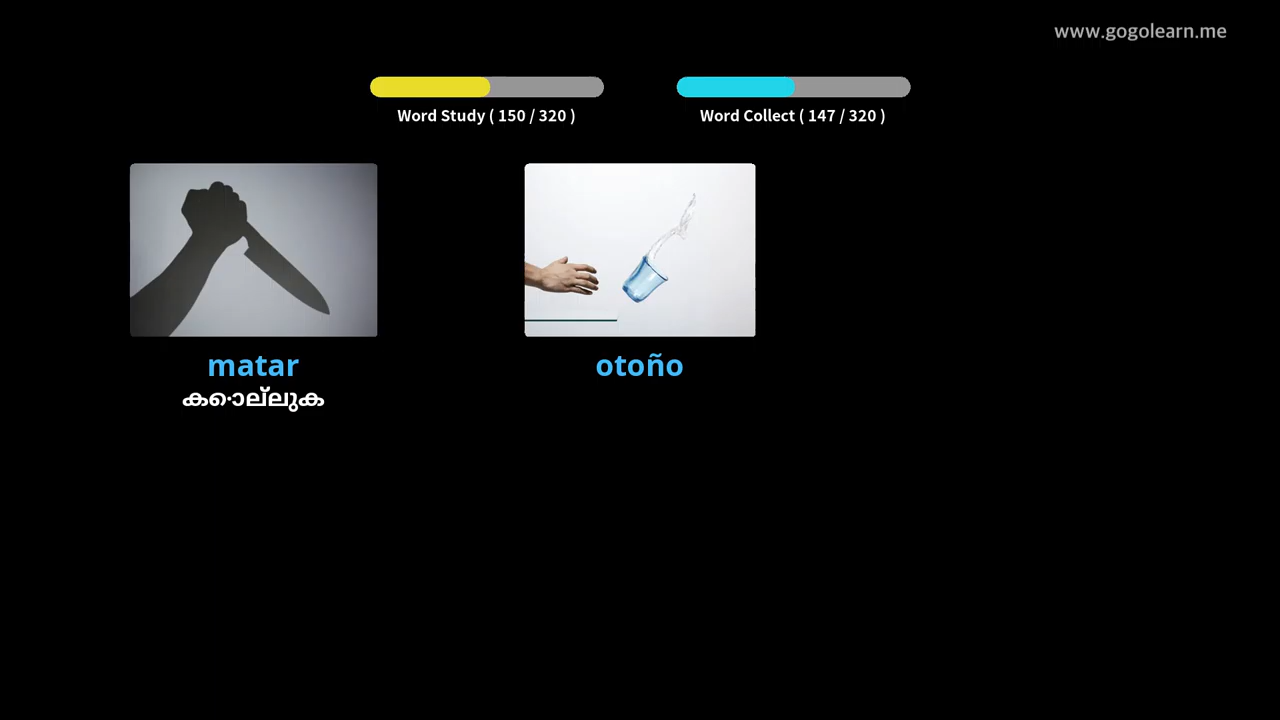 www.gogolearn.me
Word Study ( 150 / 320 )
Word Collect ( 147 / 320 )
matar
otoño
കൊല്ലുക